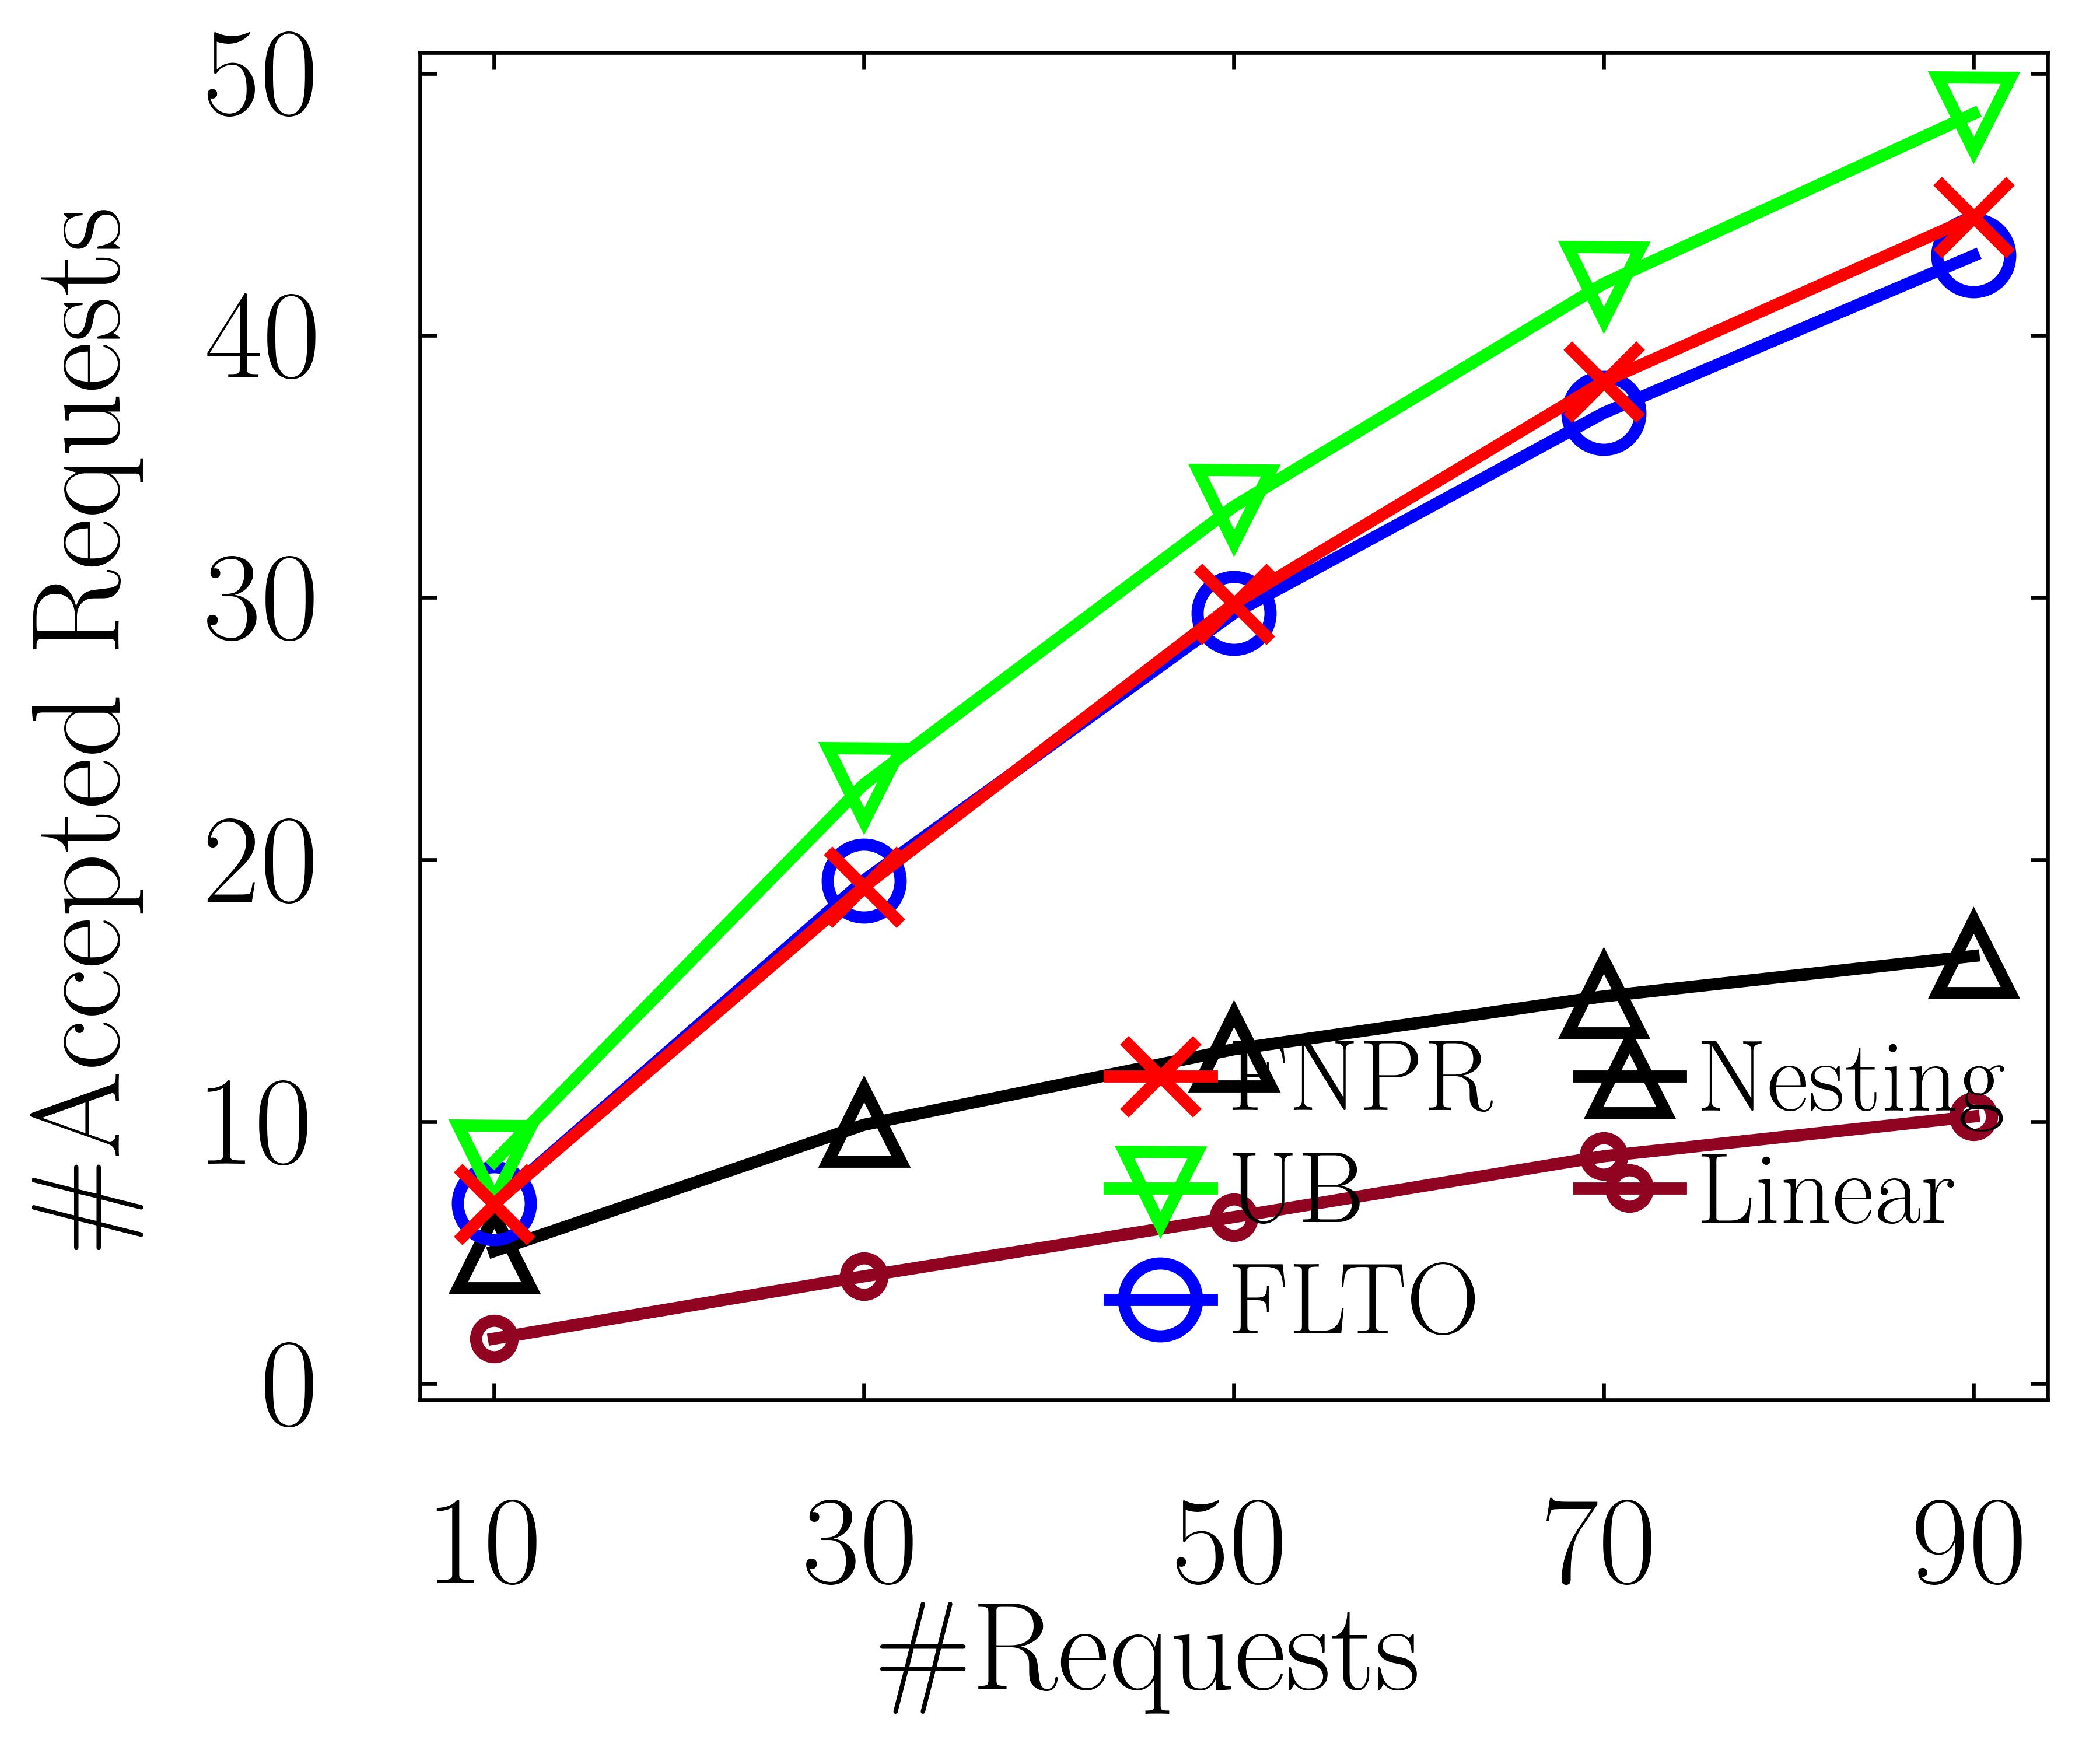 50
40
30
20
10
0
#Accepted Requests
FNPR
UB
FLTO
Nesting
Linear
10 30 50 70 90
#Requests